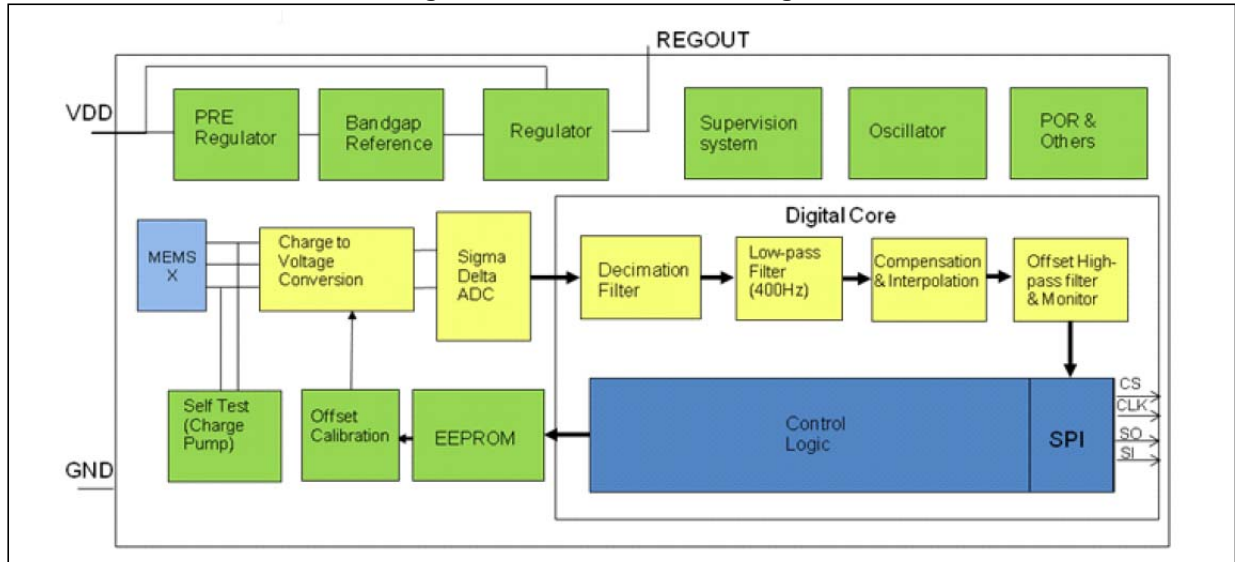 REGOUT
VDD
PRE
Regulator
Bandgap
Reference
Regulator
Supervision
system
Oscillator
POR &
Others
Digital Core
MEMS
X
Charge to
Voltage
Conversion
Sigma
Delta
ADC
Decimation
Filter
Low-pass
Filter
(400Hz)
Compensation
& Interpolation
Offset High-
pass filter
& Monitor
Self Test
(Charge
Pump)
Offset
Calibration
EEPROM
Control
Logic
SPI
CS
CLK
SO
SI
GND